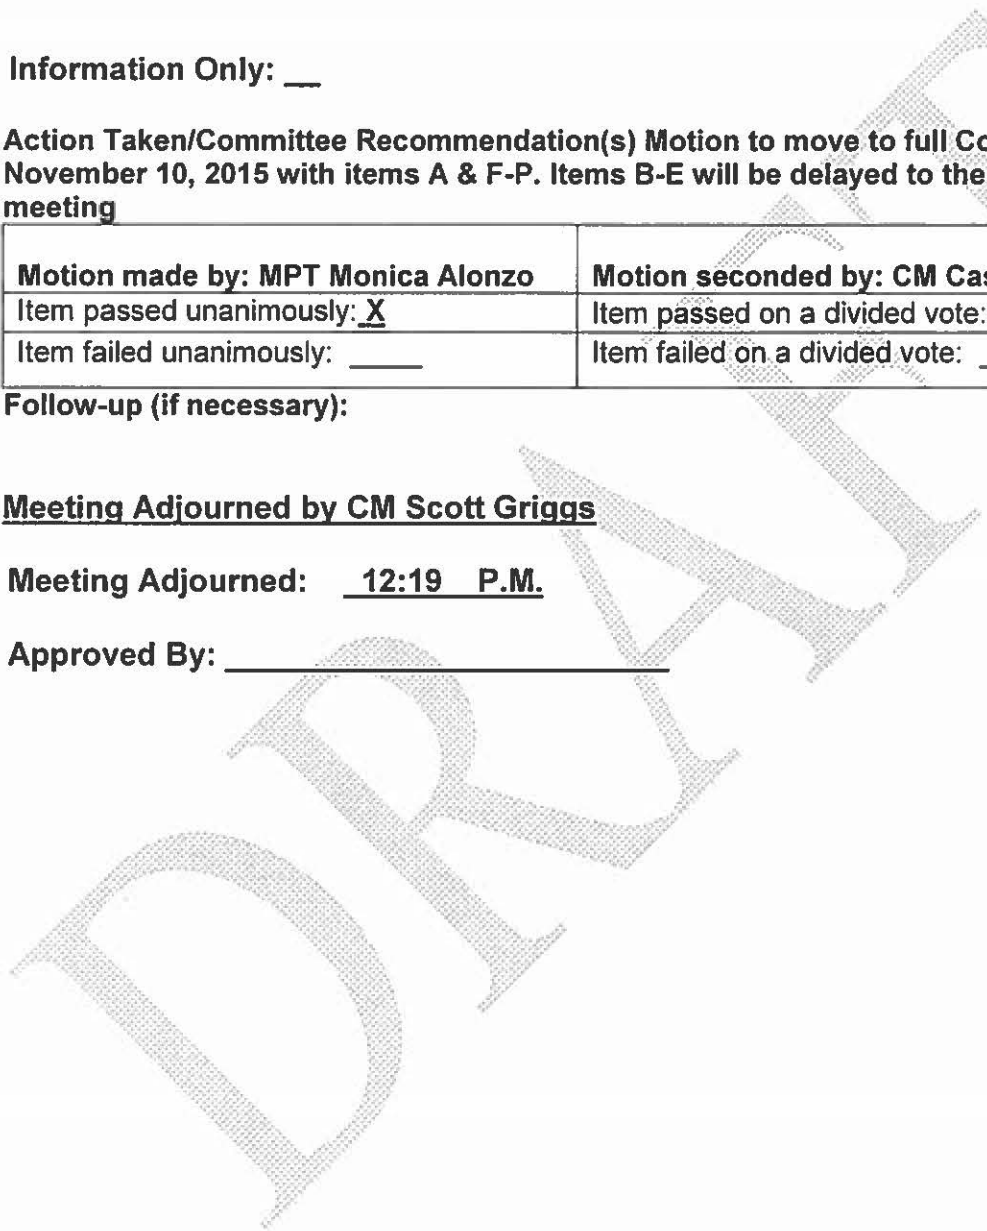 Information Only: __
Action Taken/Committee Recommendation(s) Motion to move to full
November 10, 2015 with items A & F-P. Items B-E will be delayed to the
meeting
Motion made by: MPT Monica Alonzo Motion seconded by: CM
Item passed unanimously: X Item passed on a divided vote:
Item failed unanimously: _____ Item failed on a divided vote: _
Follow-up (if necessary):
Meeting Adjourned by CM Scott Griggs
Meeting Adjourned: 12:19 P.M.
Approved By: _______________
DRAFT